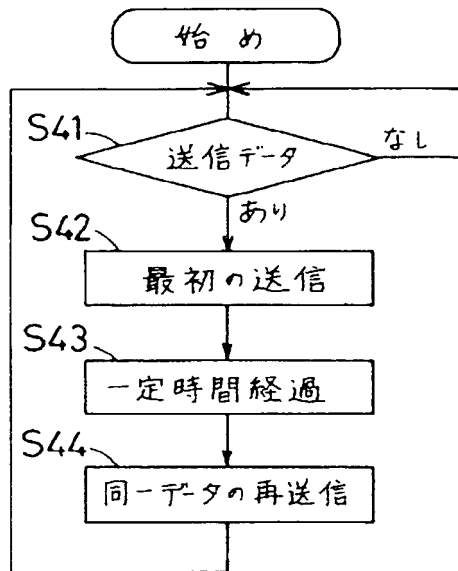 始め
S41
送信データ
なし
あり
S42
最初の送信
S43
一定時間経過
S44
同一データの再送信